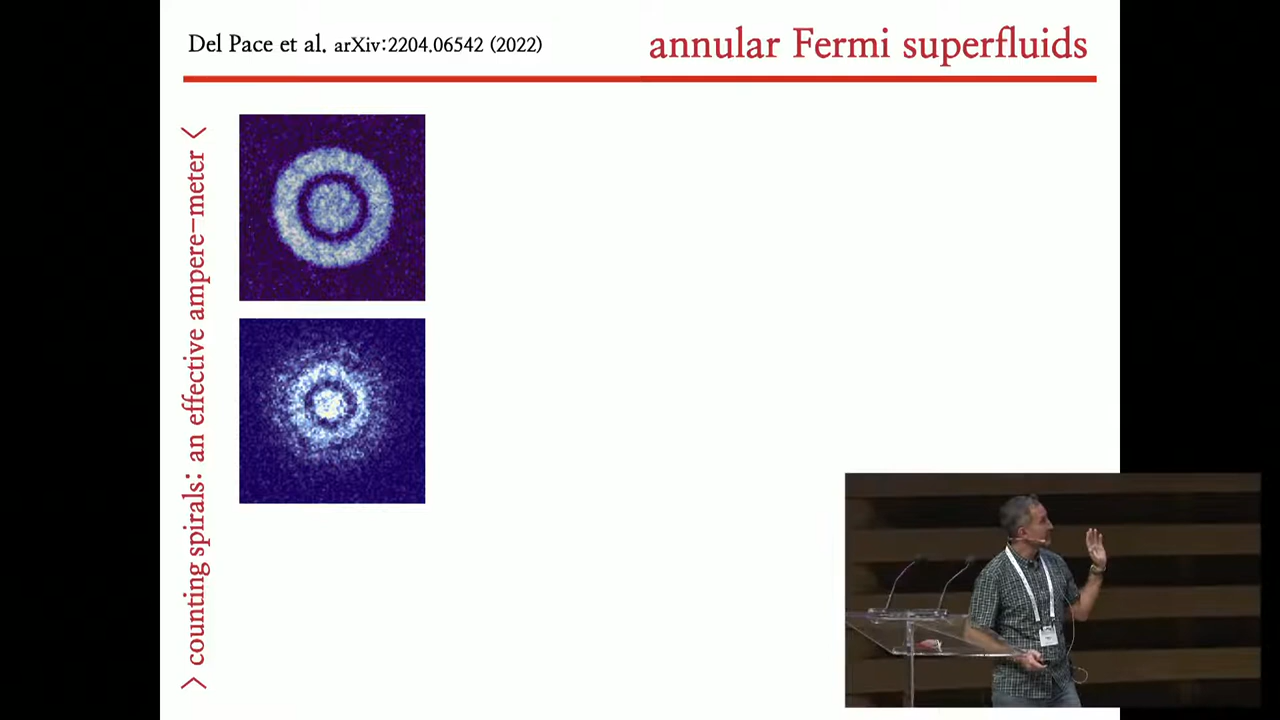 Del Pace et al. arXiv:2204.06542 (2022)
annular Fermi superfluids
> counting spirals: an effective ampere-meter <